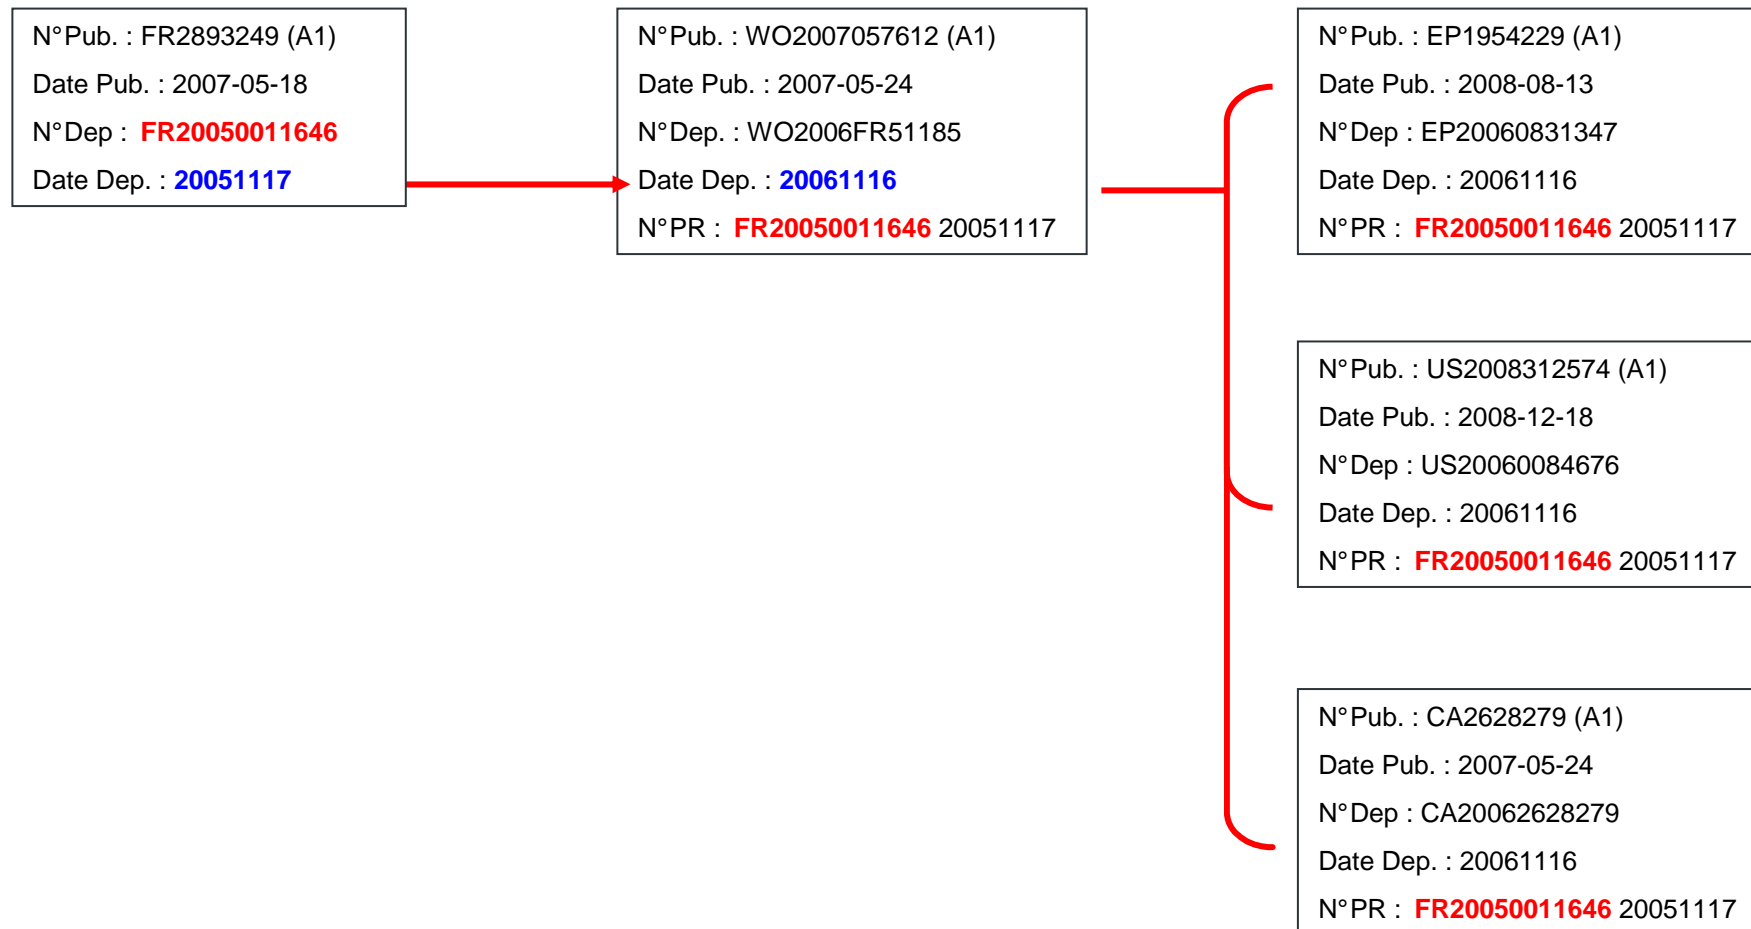 N°Pub. : FR2893249 (A1)
Date Pub. : 2007-05-18
N°Dep : FR20050011646
Date Dep. : 20051117
N°Pub. : WO2007057612 (A1)
Date Pub. : 2007-05-24
N°Dep. : WO2006FR51185
Date Dep. : 20061116
N°PR : FR20050011646 20051117
N°Pub. : EP1954229 (A1)
Date Pub. : 2008-08-13
N°Dep : EP20060831347
Date Dep. : 20061116
N°PR : FR20050011646 20051117
N°Pub. : US2008312574 (A1)
Date Pub. : 2008-12-18
N°Dep : US20060084676
Date Dep. : 20061116
N°PR : FR20050011646 20051117
N°Pub. : CA2628279 (A1)
Date Pub. : 2007-05-24
N°Dep : CA20062628279
Date Dep. : 20061116
N°PR : FR20050011646 20051117